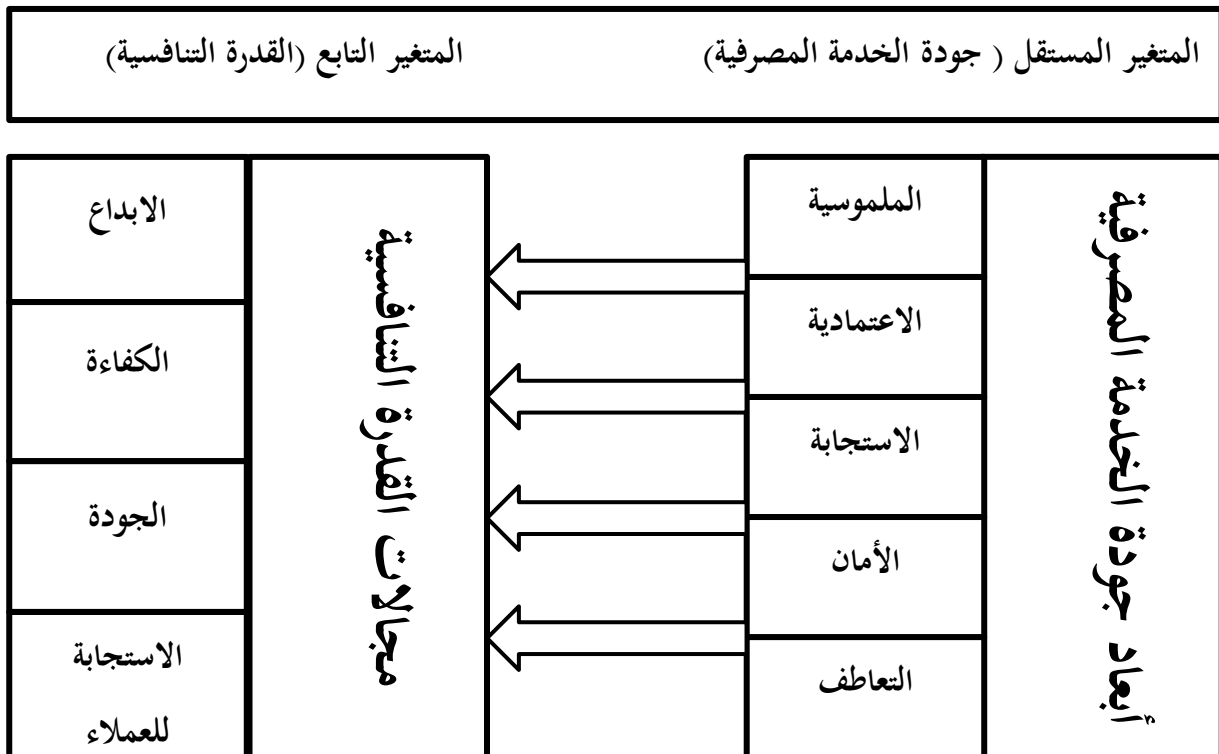 المتغير المستقل ( جودة الخدمة المصرفية)
المتغير التابع (القدرة التنافسية)
أبعاد جودة الخدمة المصرفية
الملموسية
الاعتمادية
الاستجابة
الأمان
التعاطف
مجالات القدرة التنافسية
الابداع
الكفاءة
الجودة
الاستجابة
للعملاء